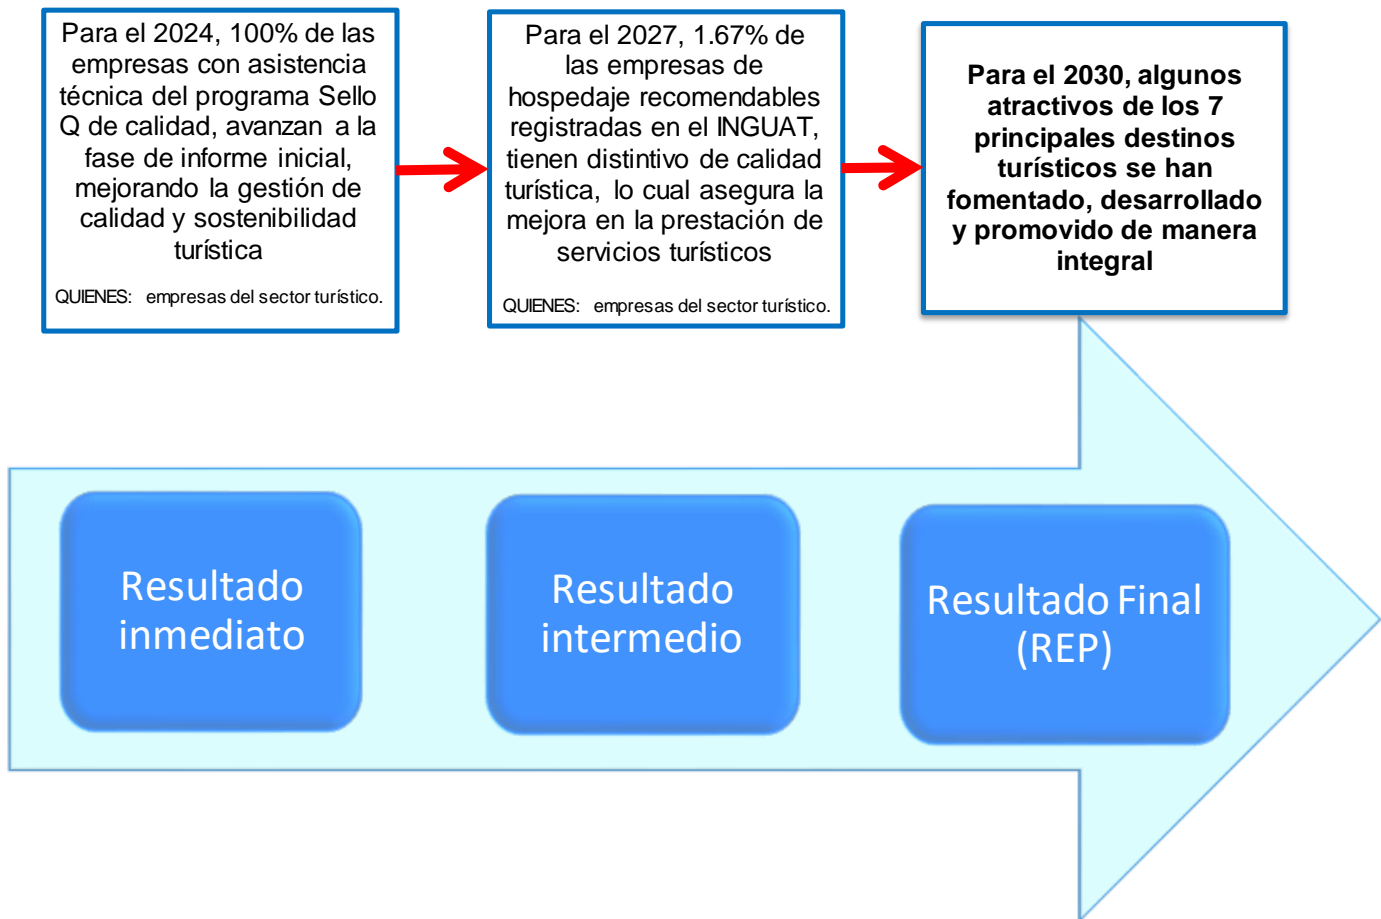 Para el 2024, 100% de las
empresas con asistencia
técnica del programa Sello
Q de calidad, avanzan a la
fase de informe inicial,
mejorando la gestión de
calidad y sostenibilidad
turística
QUIENES: empresas del sector turístico.
Para el 2027, 1.67% de
las empresas de
hospedaje recomendables
registradas en el INGUAT,
tienen distintivo de calidad
turística, lo cual asegura la
mejora en la prestación de
servicios turísticos
QUIENES: empresas del sector turístico.
Para el 2030, algunos
atractivos de los 7
principales destinos
turísticos se han
fomentado, desarrollado
y promovido de manera
integral
Resultado
inmediato
Resultado
intermedio
Resultado Final
(REP)